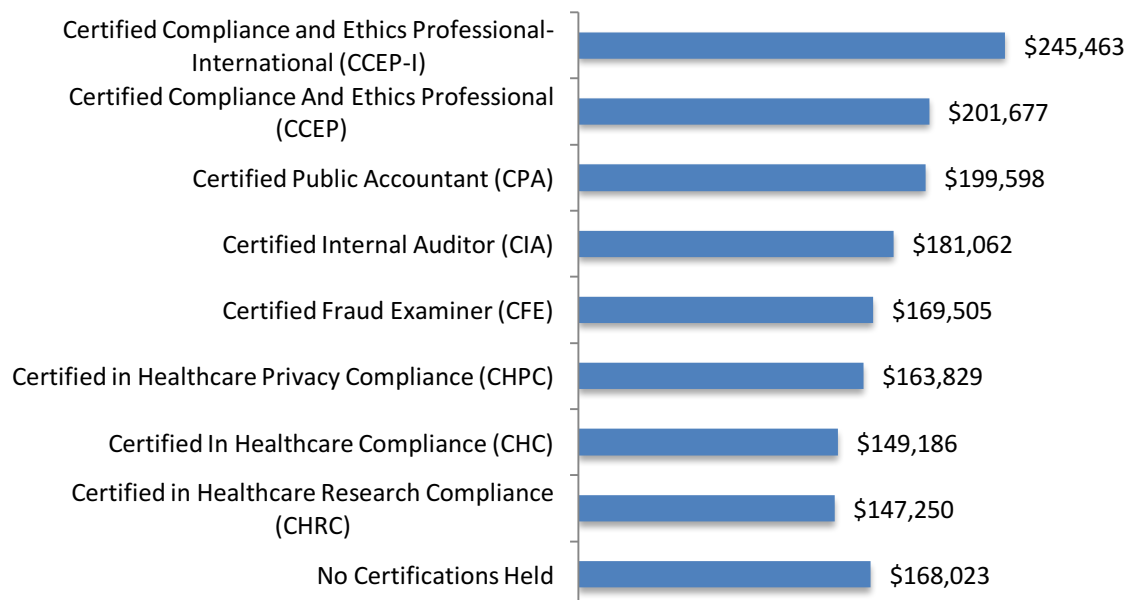 Certified Compliance and Ethics Professional-
International (CCEP-I)
$245,463
Certified Compliance And Ethics Professional
(CCEP)
$201,677
Certified Public Accountant (CPA)
$199,598
Certified Internal Auditor (CIA)
$181,062
Certified Fraud Examiner (CFE)
$169,505
Certified in Healthcare Privacy Compliance (CHPC)
$163,829
Certified In Healthcare Compliance (CHC)
$149,186
Certified in Healthcare Research Compliance
(CHRC)
$147,250
No Certifications Held
$168,023